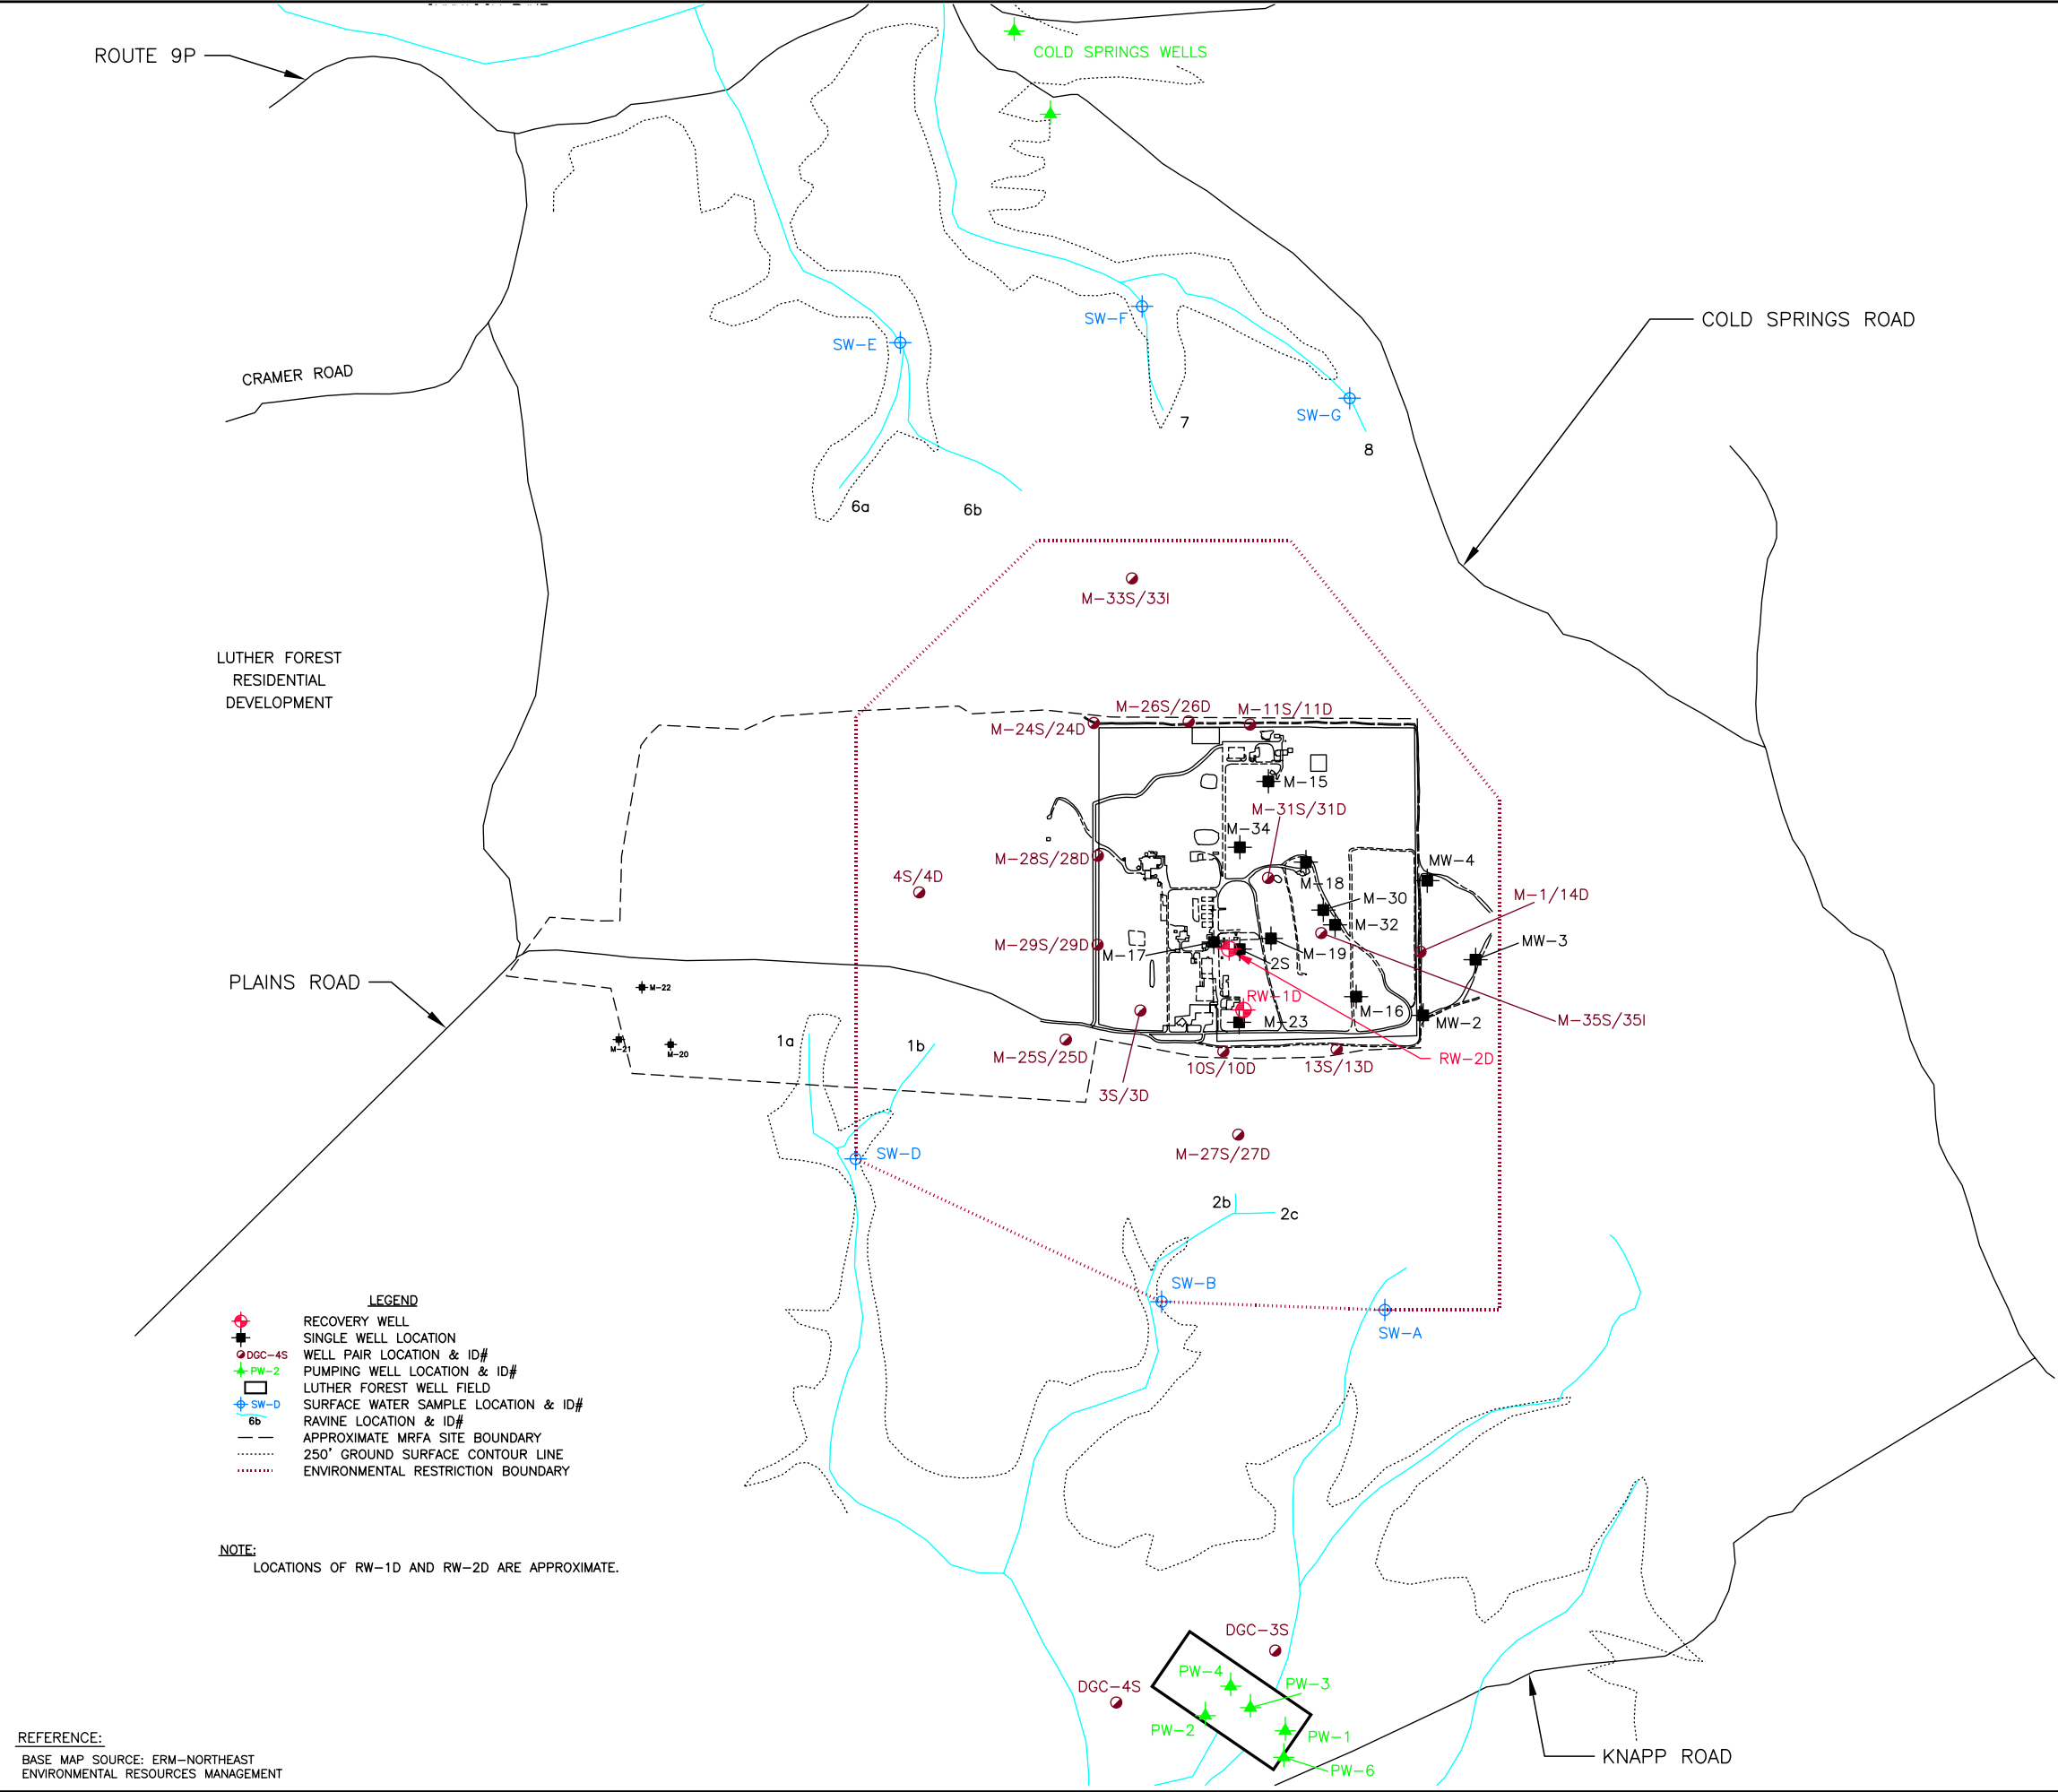 ROUTE 9P
COLD SPRINGS WELLS
COLD SPRINGS ROAD
SW-F
SW-E
SW-G
CRAMER ROAD
7
8
6a
6b
M-33S/33I
LUTHER FOREST
RESIDENTIAL
DEVELOPMENT
M-26S/26D
M-11S/11D
M-24S/24D
M-15
M-31S/31D
M-34
M-28S/28D
MW-4
4S/4D
M-18
M-1/14D
M-30
M-32
MW-3
M-29S/29D
M-17
M-19
2S
PLAINS ROAD
M-22
RW-1D
M-16
M-23
MW-2
M-35S/35I
1a
1b
M-21
M-20
M-25S/25D
RW-2D
10S/10D
13S/13D
3S/3D
SW-D
M-27S/27D
2b
2c
SW-B
SW-A
LEGEND
RECOVERY WELL
SINGLE WELL LOCATION
DGC-4S WELL PAIR LOCATION & ID#
PW-2 PUMPING WELL LOCATION & ID#
LUTHER FOREST WELL FIELD
SW-D SURFACE WATER SAMPLE LOCATION & ID#
6b RAVINE LOCATION & ID#
APPROXIMATE MRFA SITE BOUNDARY
250' GROUND SURFACE CONTOUR LINE
ENVIRONMENTAL RESTRICTION BOUNDARY
NOTE:
LOCATIONS OF RW-1D AND RW-2D ARE APPROXIMATE.
DGC-3S
PW-4
PW-3
DGC-4S
PW-2
PW-1
PW-6
KNAPP ROAD
REFERENCE:
BASE MAP SOURCE: ERM-NORTHEAST
ENVIRONMENTAL RESOURCES MANAGEMENT